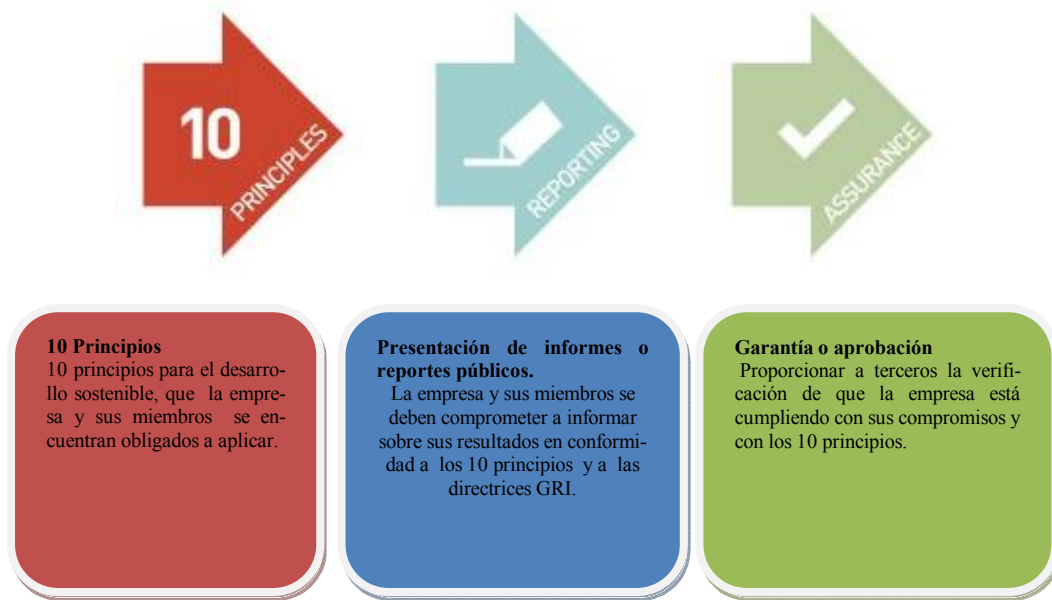 10
PRINCIPLES
REPORTING
ASSURANCE
10 Principios
10 principios para el desarro-
llo sostenible, que la empre-
sa y sus miembros se en-
cuentran obligados a aplicar.
Presentación de informes o
reportes públicos.
La empresa y sus miembros se
deben comprometer a informar
sobre sus resultados en conformi-
dad a los 10 principios y a las
directrices GRI.
Garantía o aprobación
Proporcionar a terceros la verifi-
cación de que la empresa está
cumpliendo con sus compromisos y
con los 10 principios.